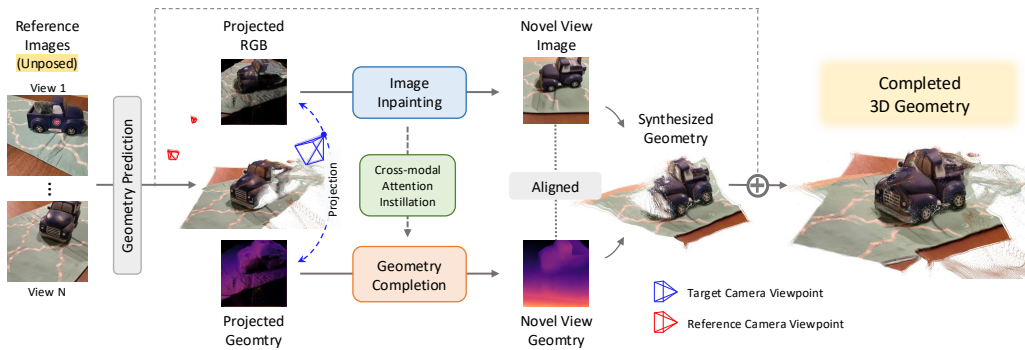 Reference
Images
(Unposed)
View 1
View N
Geometry Prediction
Projected
RGB
Projection
Projected
Geomtry
Image
Inpainting
Cross-modal
Attention
Instillation
Geometry
Completion
Novel View
Image
Aligned
Novel View
Geomtry
Synthesized
Geometry
Completed
3D Geometry
Target Camera Viewpoint
Reference Camera Viewpoint